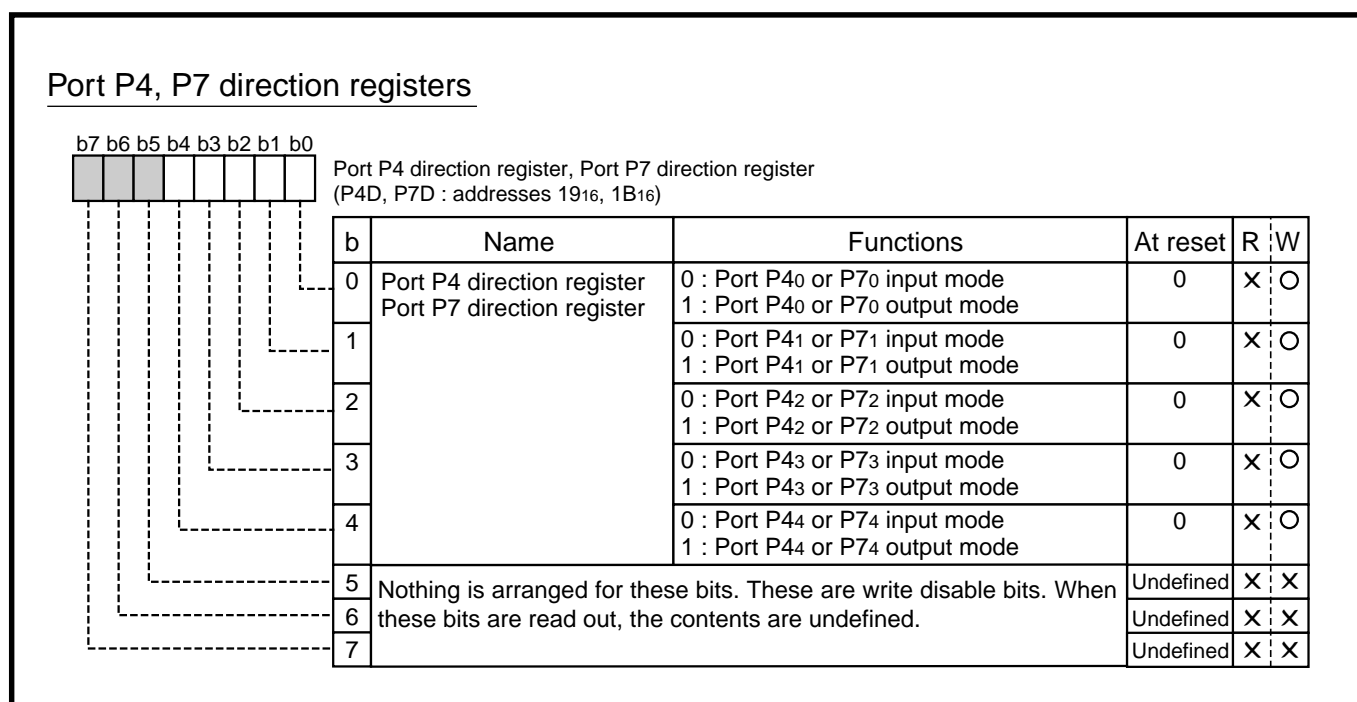 Port P4, P7 direction registers
b7 b6 b5 b4 b3 b2 b1 b0
Port P4 direction register, Port P7 direction register
(P4D, P7D : addresses 1916, 1B16)
b Name Functions At reset R W
0 Port P4 direction register 0 : Port P40 or P70 input mode 0 X O
Port P7 direction register 1 : Port P40 or P70 output mode
1 0 : Port P41 or P71 input mode 0 X O
1 : Port P41 or P71 output mode
2 0 : Port P42 or P72 input mode 0 X O
1 : Port P42 or P72 output mode
3 0 : Port P43 or P73 input mode 0 X O
1 : Port P43 or P73 output mode
4 0 : Port P44 or P74 input mode 0 X O
1 : Port P44 or P74 output mode
5 Nothing is arranged for these bits. These are write disable bits. When Undefined X X
6 these bits are read out, the contents are undefined. Undefined X X
7 Undefined X X